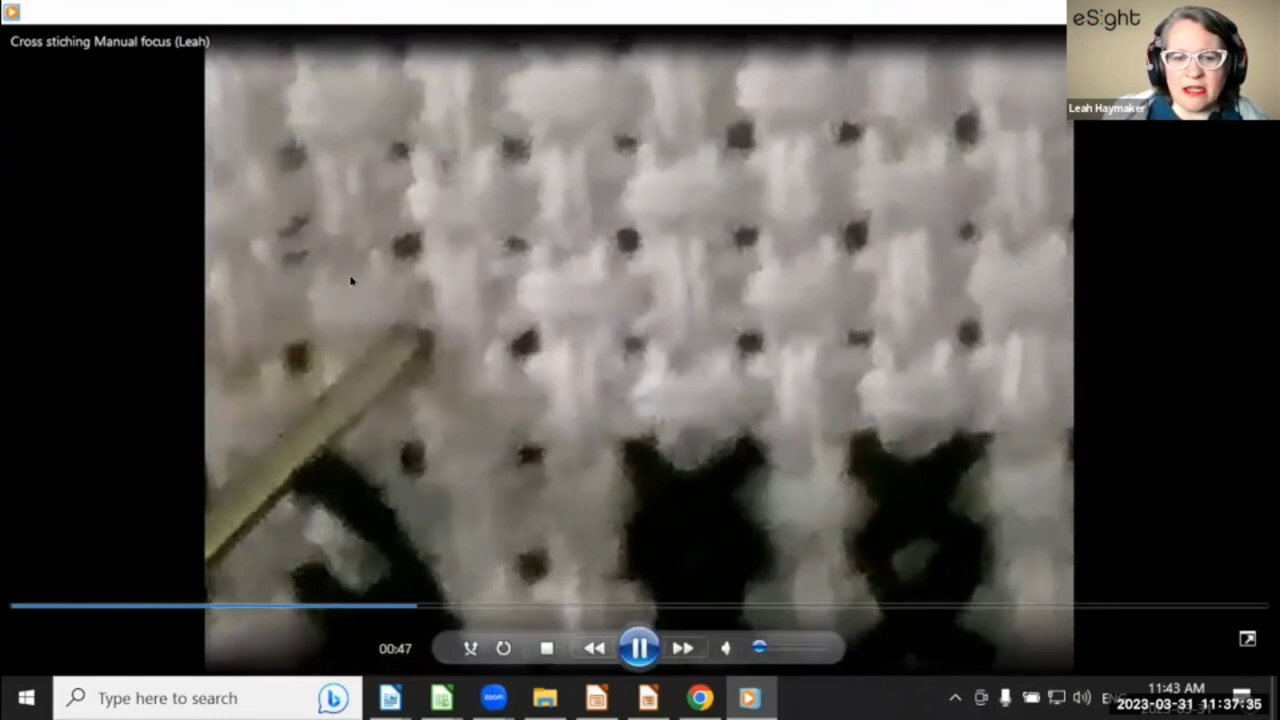 Cross stiching Manual focus (Leah)
eSight
Leah Haymaker
00:47
Type here to search
zoom
11:43 AM
2023-03-31 11:37:35